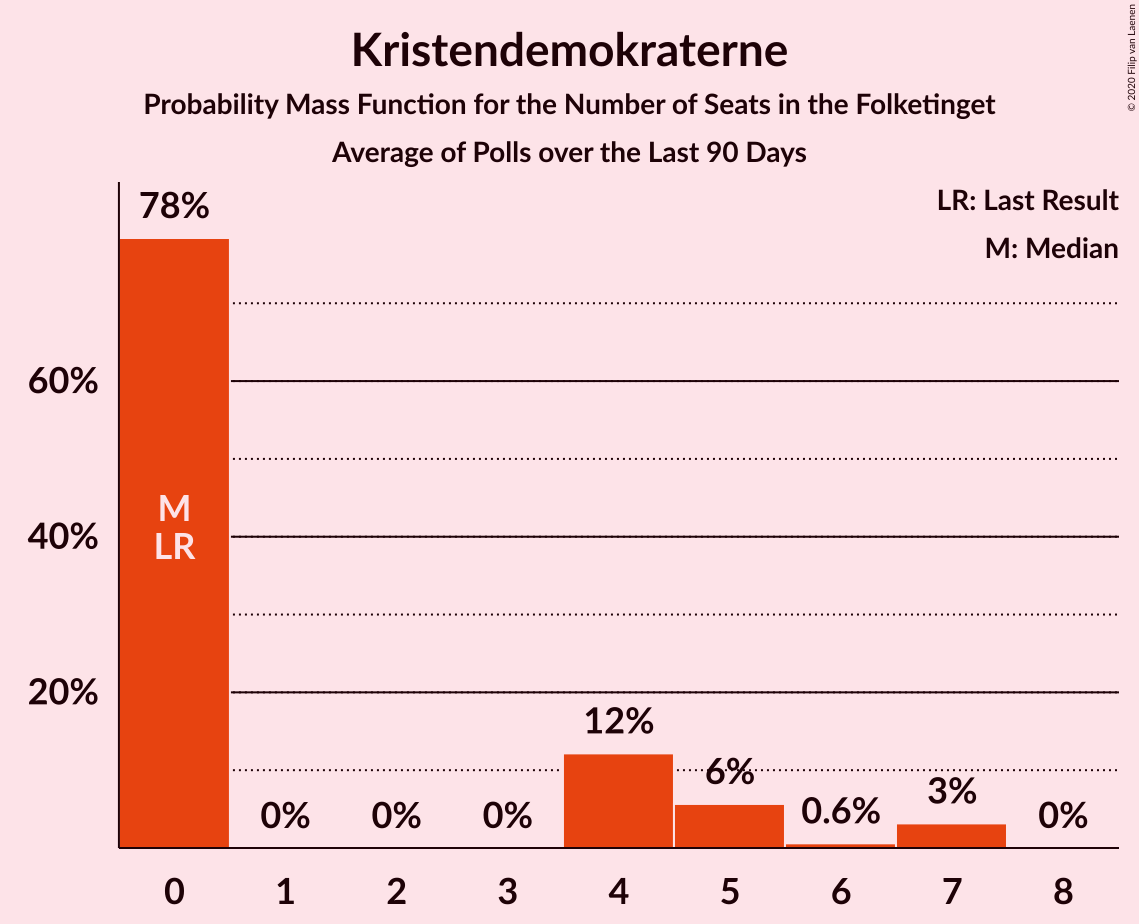 Kristendemokraterne
Probability Mass Function for the Number of Seats in the Folketinget
Average of Polls over the Last 90 Days
© 2020 Filip van Laenen
LR: Last Result
M: Median
78%
60%
40%
20%
M
LR
0%
0%
0%
12%
6%
0.6%
3%
0%
0
1
2
3
4
5
6
7
8